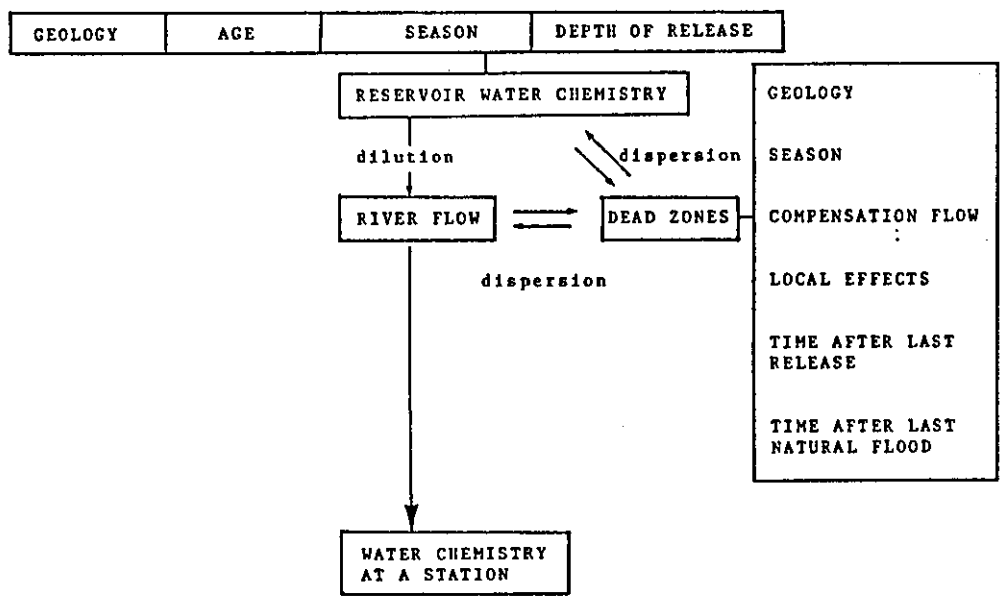 GEOLOGY AGE SEASON DEPTH OF RELEASE
RESERVOIR WATER CHEMISTRY
dilution
dispersion
RIVER FLOW
DEAD ZONES
dispersion
GEOLOGY
SEASON
COMPENSATION FLOW
LOCAL EFFECTS
TIME AFTER LAST
RELEASE
TIME AFTER LAST
NATURAL FLOOD
WATER CHEMISTRY
AT A STATION